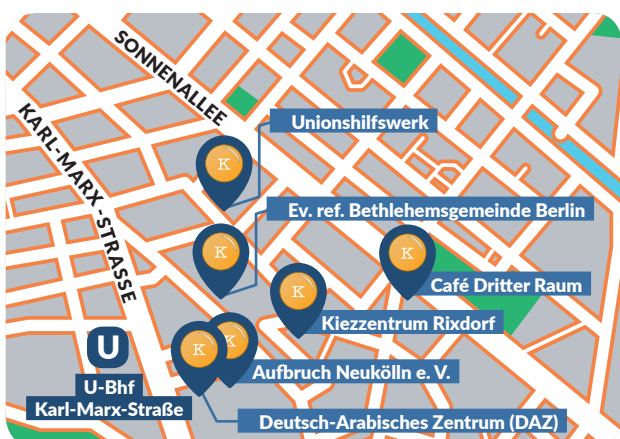 SONNENALLEE
KARL-MARX-STRASSE
Unionshilfswerk
K
Ev. ref. Bethlehemsgemeinde Berlin
K
Café Dritter Raum
K
Kiezzentrum Rixdorf
K
Aufbruch Neukölln e. V.
K
K
U
U-Bhf
Karl-Marx-Straße
Deutsch-Arabisches Zentrum (DAZ)